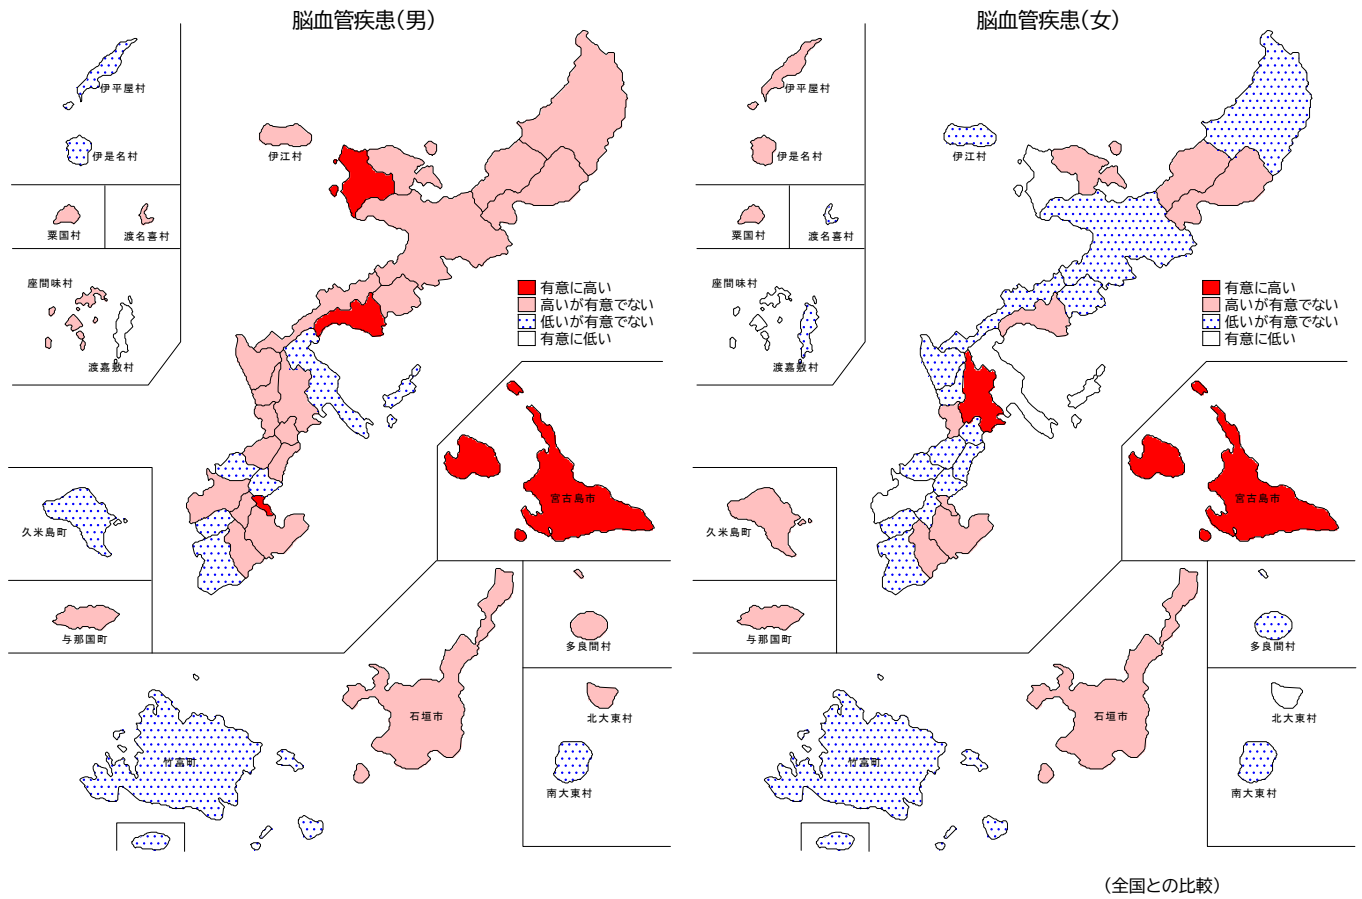 脳血管疾患（男）
伊平屋村
伊是名村
伊江村
粟国村
渡名喜村
座間味村
渡嘉敷村
有意に高い
高いが有意でない
低いが有意でない
有意に低い
久米島町
宮古島市
与那国町
多良間村
石垣市
北大東村
竹富町
南大東村
脳血管疾患（女）
伊平屋村
伊是名村
伊江村
粟国村
渡名喜村
座間味村
渡嘉敷村
有意に高い
高いが有意でない
低いが有意でない
有意に低い
久米島町
宮古島市
与那国町
多良間村
石垣市
北大東村
竹富町
南大東村
（全国との比較）